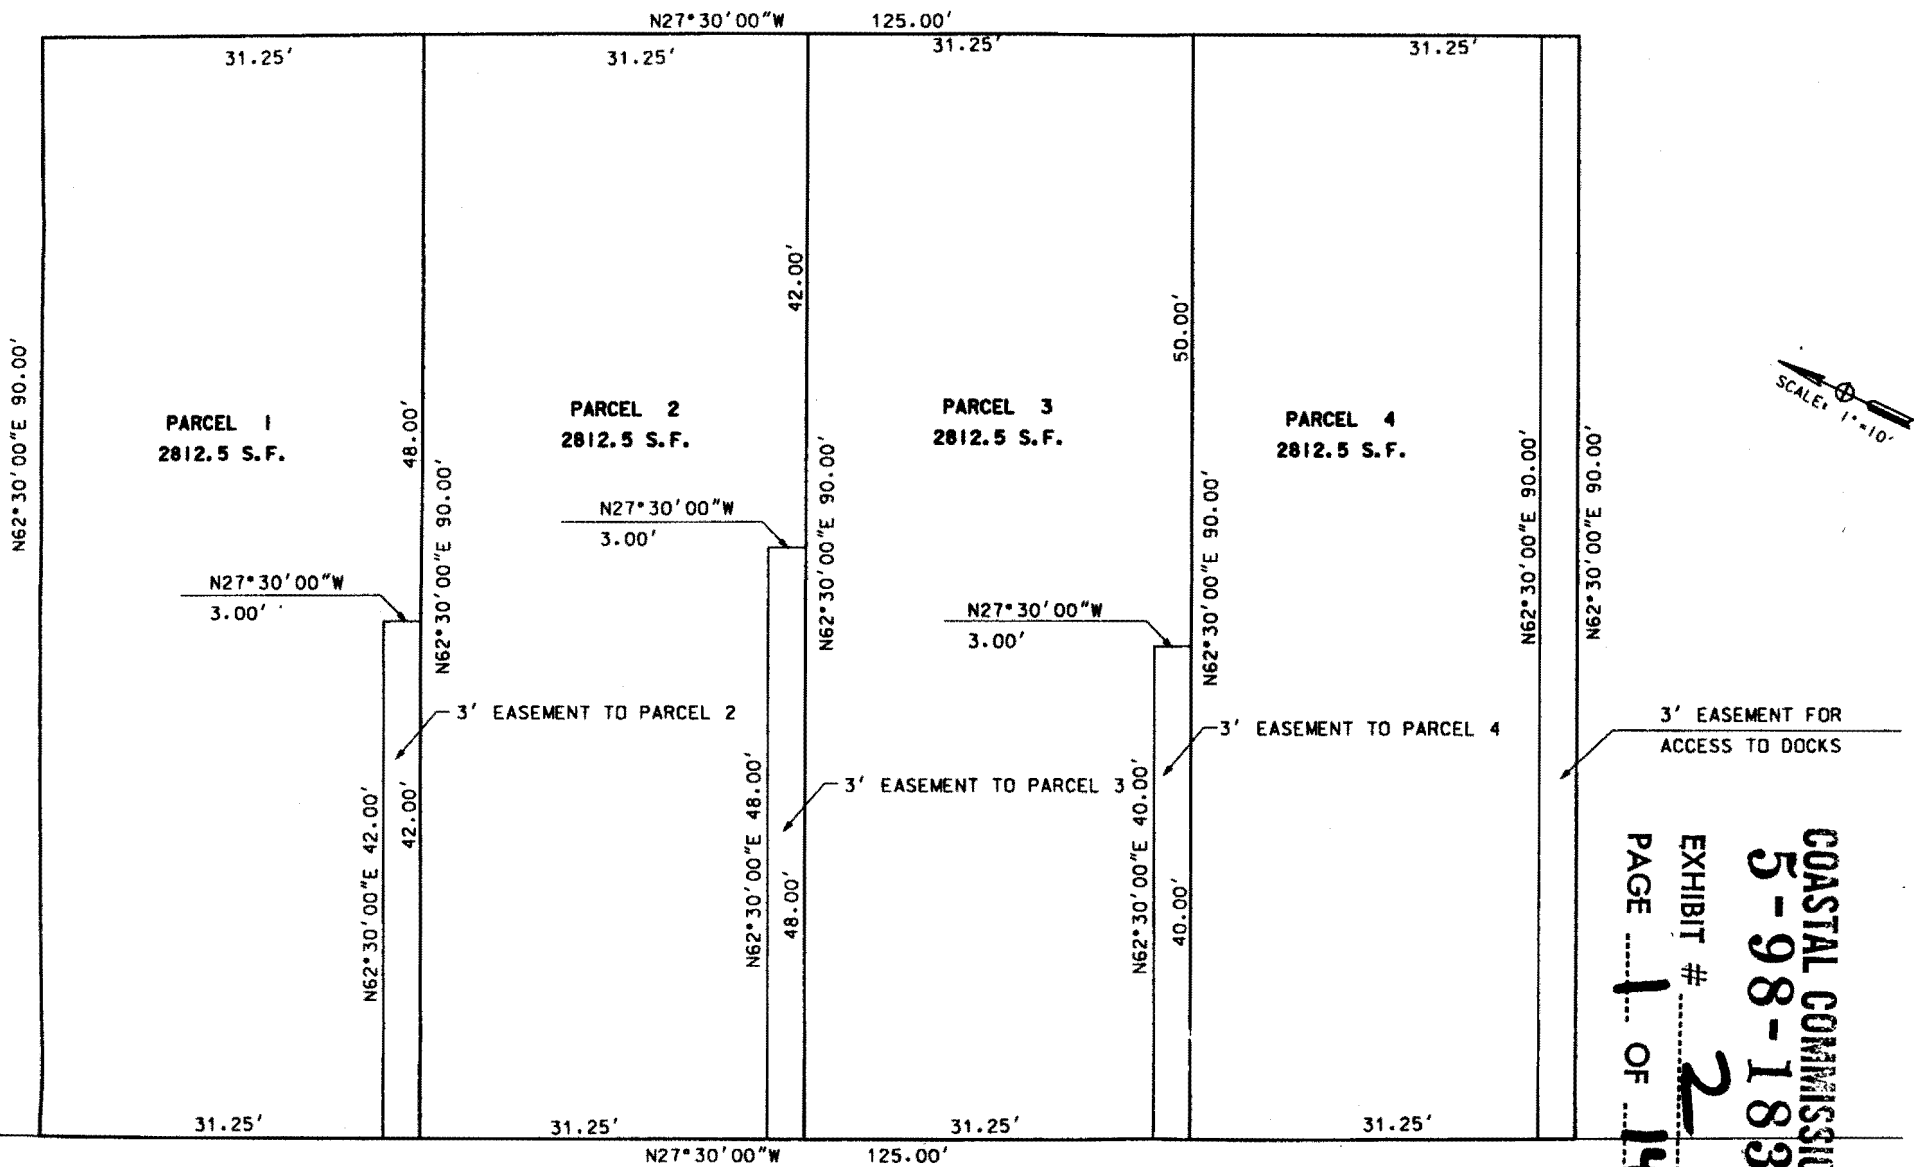 N27°30'00"W 125.00'
31.25' 31.25' 31.25' 31.25'
42.00'
50.00'
N62°30'00"E 90.00'
PARCEL 1
2812.5 S.F.
48.00'
N62°30'00"E 90.00'
PARCEL 2
2812.5 S.F.
N62°30'00"E 90.00'
PARCEL 3
2812.5 S.F.
N62°30'00"E 90.00'
PARCEL 4
2812.5 S.F.
N62°30'00"E 90.00'
N62°30'00"E 90.00'
SCALE: 1"=10'
N27°30'00"W
3.00'
N27°30'00"W
3.00'
N27°30'00"W
3.00'
3' EASEMENT TO PARCEL 2
3' EASEMENT TO PARCEL 3
3' EASEMENT TO PARCEL 4
3' EASEMENT FOR
ACCESS TO DOCKS
N62°30'00"E 42.00'
42.00'
N62°30'00"E 48.00'
48.00'
N62°30'00"E 40.00'
40.00'
31.25' 31.25' 31.25' 31.25'
N27°30'00"W 125.00'
COASTAL COMMISSIO
5-98-183
EXHIBIT # 2
PAGE 1 OF